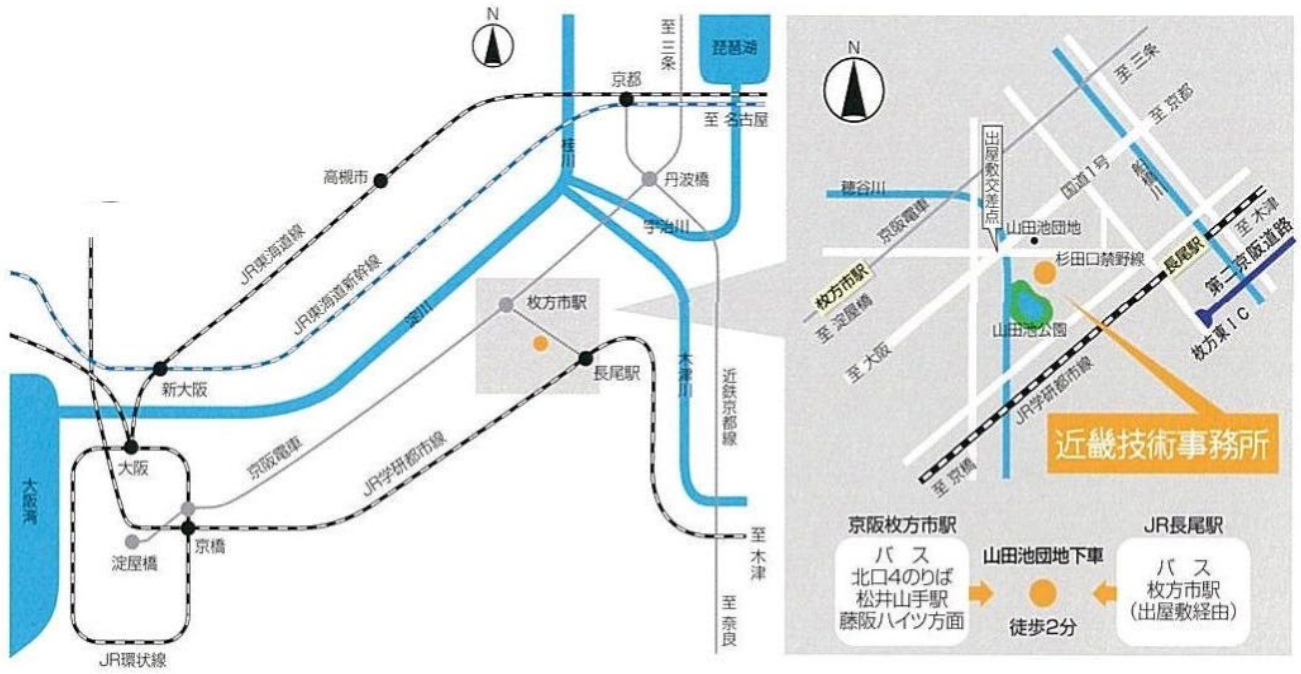 N
至 三条
琵琶湖
京都
至 名古屋
桂川
高槻市
丹波橋
宇治川
JR東海道線
JR東海道新幹線
淀川
枚方市駅
長尾駅
木津川
近鉄京都線
新大阪
大阪
京阪電車
JR学研都市線
大阪湾
淀屋橋
京橋
至 木津
至 奈良
JR環状線
N
至 三条
至 京都
出屋敷交差点
国道1号
船橋川
穂谷川
京阪電車
山田池団地
杉田口禁野線
長尾駅
至 木津
第二京阪道路
枚方市駅
至 淀屋橋
山田池公園
枚方東IC
至 大阪
JR学研都市線
近畿技術事務所
至 京橋
京阪枚方市駅
バス
北口4のりば
松井山手駅
藤阪ハイツ方面
山田池団地下車
徒歩2分
JR長尾駅
バス
枚方市駅
(出屋敷経由)